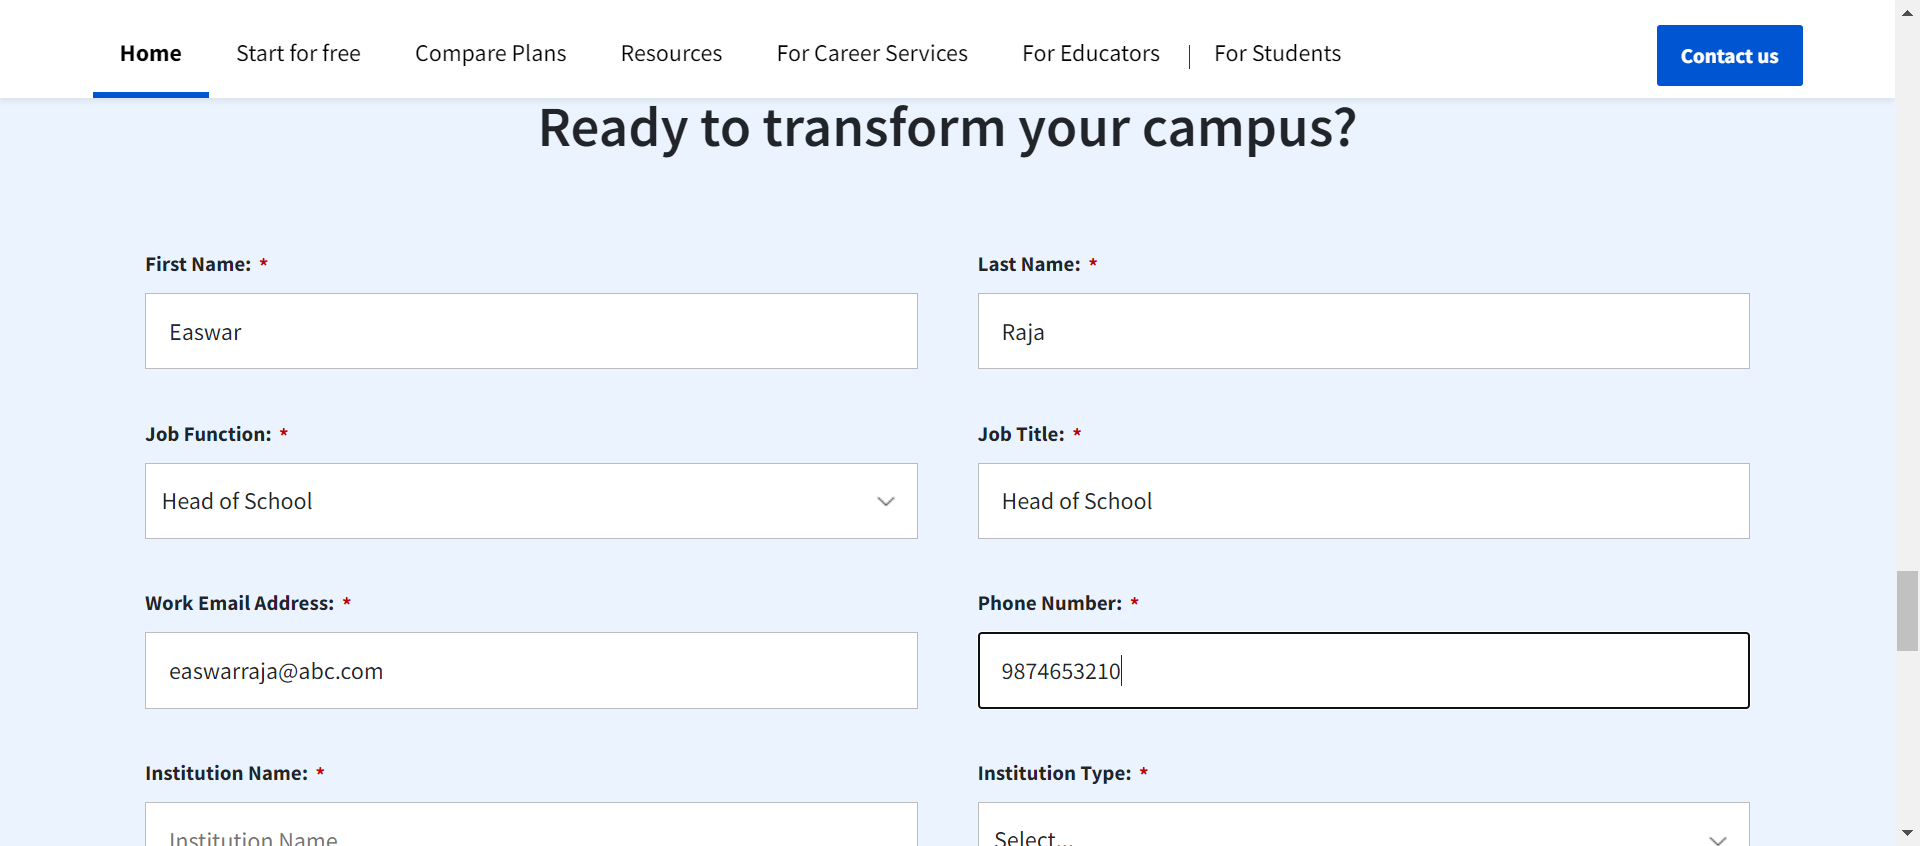 Home Start for free Compare Plans Resources For Career Services For Educators | For Students Contact us
Ready to transform your campus?
First Name: * Last Name: *
Easwar Raja
Job Function: * Job Title: *
Head of School Head of School
Work Email Address: * Phone Number: *
easwarraja@abc.com 9874653210
Institution Name: * Institution Type: *
Institution Name Select...